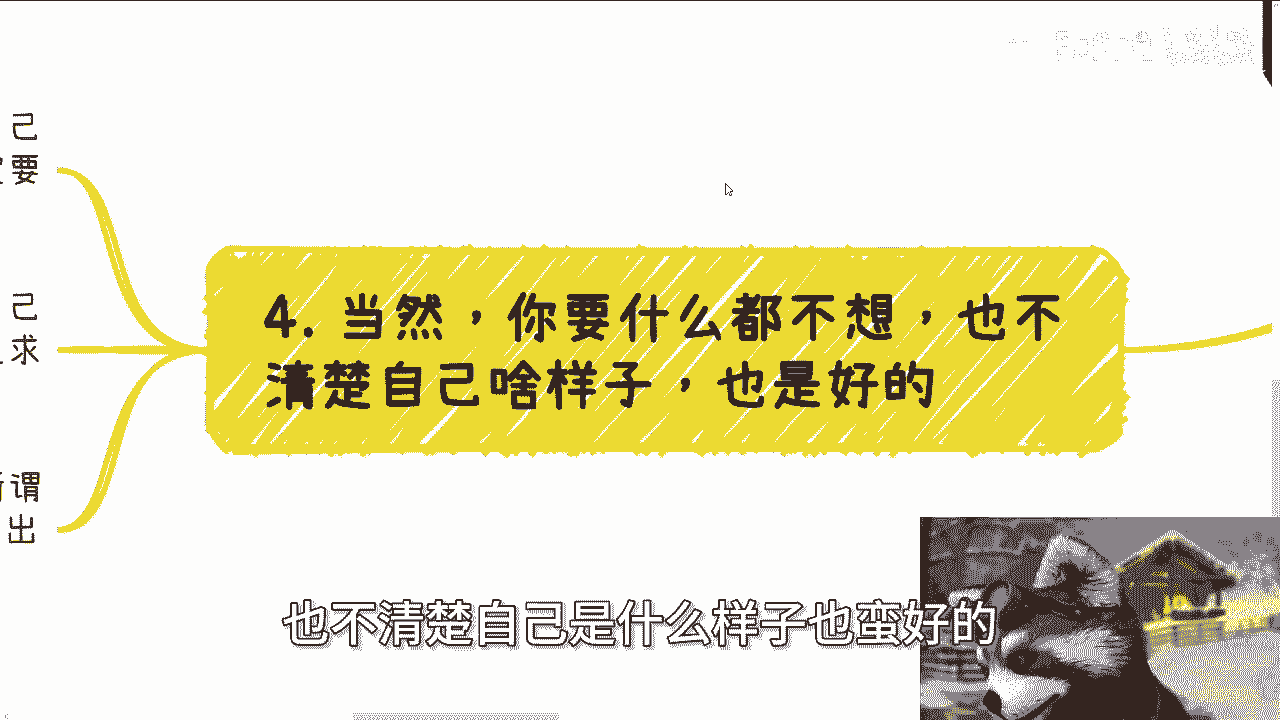 己
要
己
求
谓
出
4. 当然，你要什么都不想，也不
清楚自己啥样子，也是好的
也不清楚自己是什么样子也蛮好的